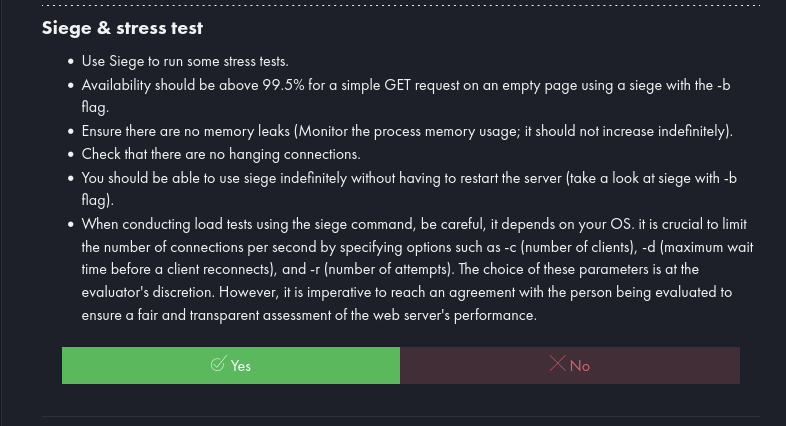 Siege & stress test
• Use Siege to run some stress tests.
• Availability should be above 99.5% for a simple GET request on an empty page using a siege with the -b
flag.
• Ensure there are no memory leaks (Monitor the process memory usage; it should not increase indefinitely).
• Check that there are no hanging connections.
• You should be able to use siege indefinitely without having to restart the server (take a look at siege with -b
flag).
• When conducting load tests using the siege command, be careful, it depends on your OS. it is crucial to limit
the number of connections per second by specifying options such as -c (number of clients), -d (maximum wait
time before a client reconnects), and -r (number of attempts). The choice of these parameters is at the
evaluator's discretion. However, it is imperative to reach an agreement with the person being evaluated to
ensure a fair and transparent assessment of the web server's performance.
Yes
No